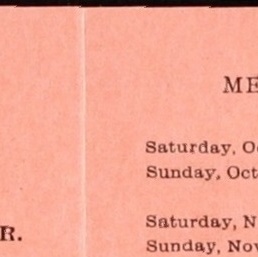 ME
Saturday, Oc
Sunday, Oct
Saturday, N
Sunday, Nov
R.